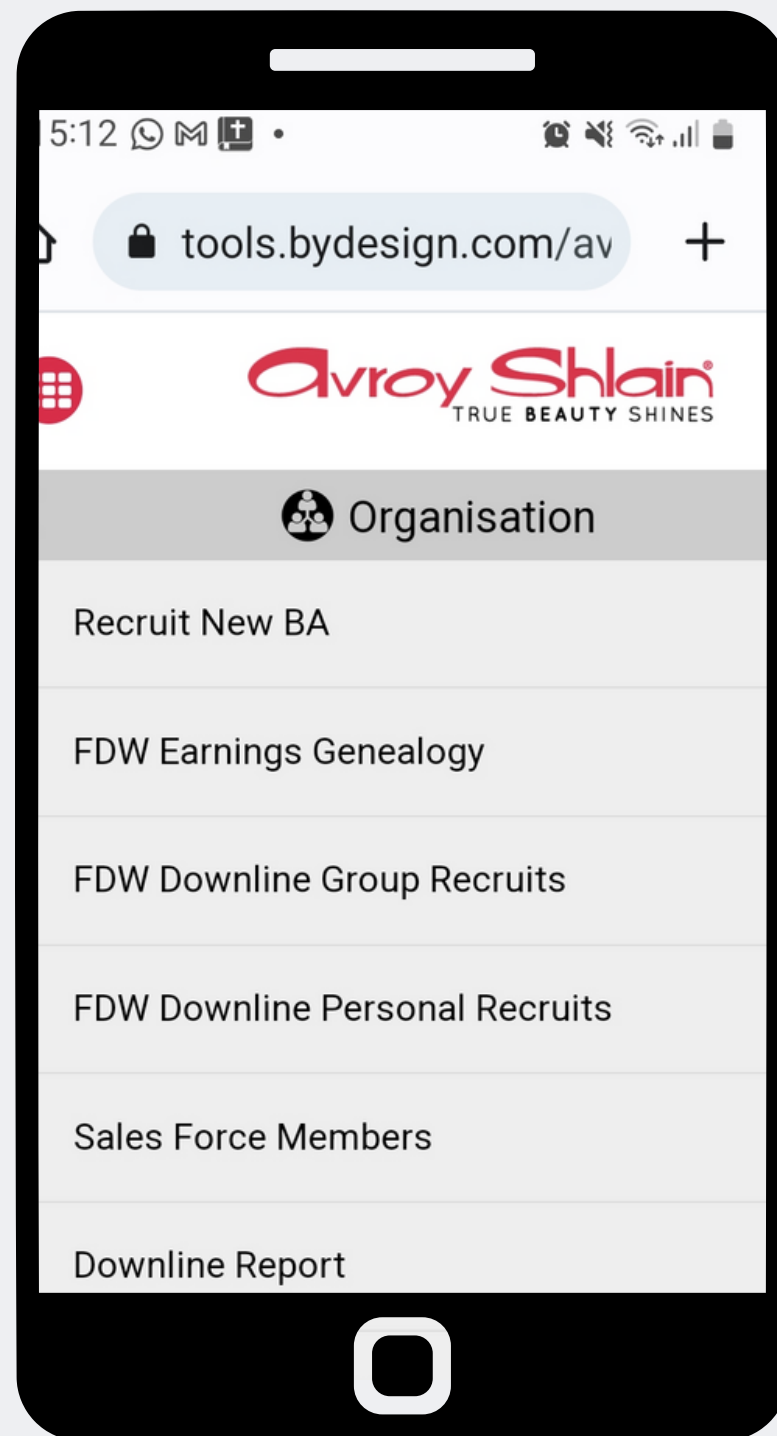 15:12
tools.bydesign.com/av
avroy Shlain®
TRUE BEAUTY SHINES
Organisation
Recruit New BA
FDW Earnings Genealogy
FDW Downline Group Recruits
FDW Downline Personal Recruits
Sales Force Members
Downline Report